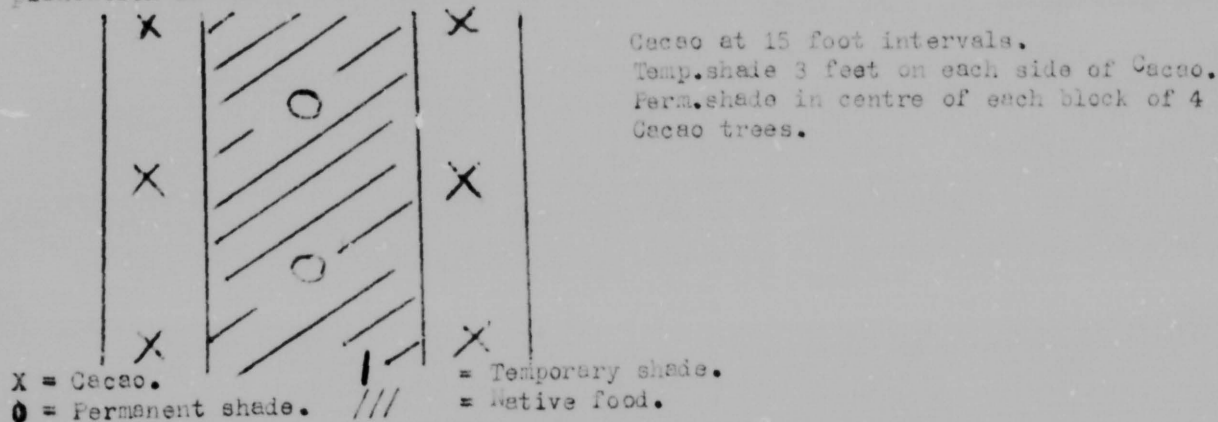 Cacao at 15 foot intervals.
Temp.shade 3 feet on each side of Cacao.
Perm.shade in centre of each block of 4
Cacao trees.
X = Cacao.
| = Temporary shade.
O = Permanent shade.
/// = Native food.